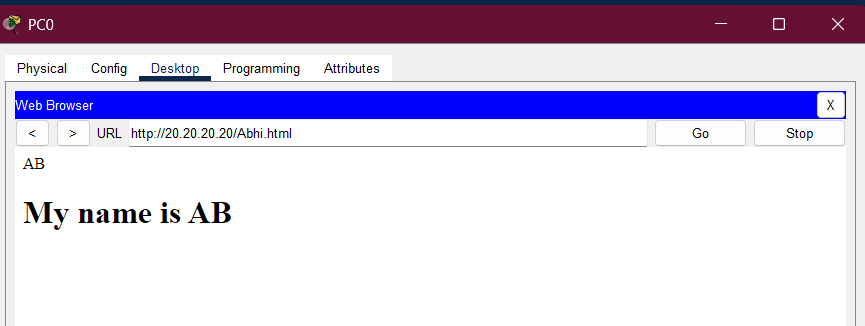 PC0
Physical Config Desktop Programming Attributes
Web Browser X
< > URL http://20.20.20.20/Abhi.html Go Stop
AB
My name is AB